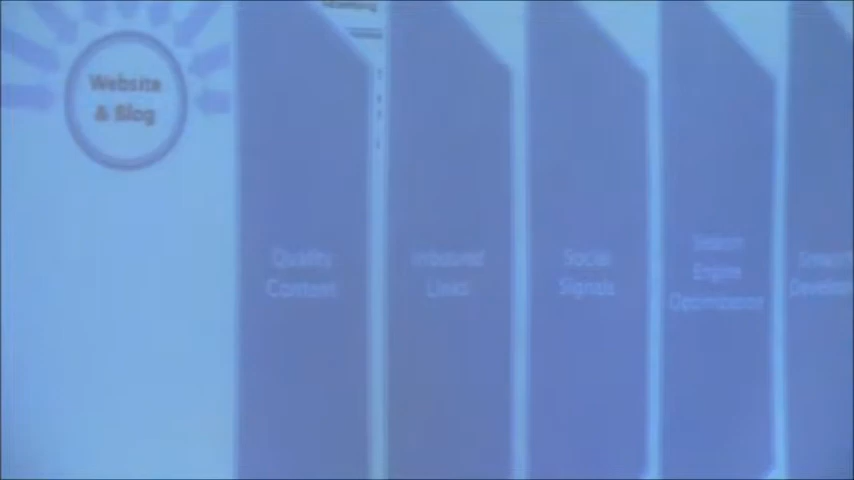 Website
& Blog
Quality
Content
Inbound
Links
Social
Signals
Search
Engine
Optimization